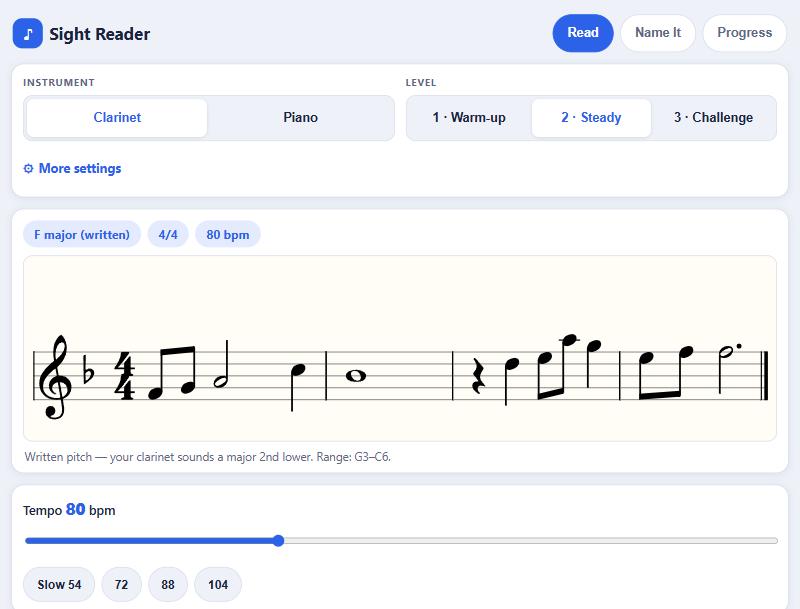 Sight Reader
Read
Name It
Progress
INSTRUMENT
LEVEL
Clarinet
Piano
1 · Warm-up
2 · Steady
3 · Challenge
⚙ More settings
F major (written)
4/4
80 bpm
4
4
Written pitch — your clarinet sounds a major 2nd lower. Range: G3–C6.
Tempo 80 bpm
Slow 54
72
88
104